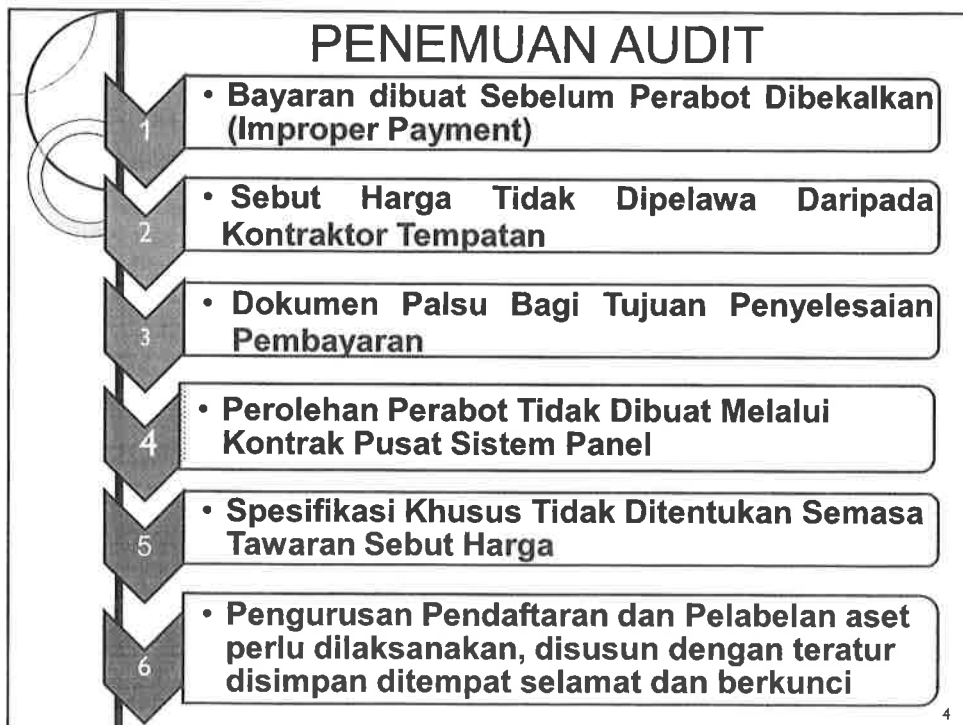 PENEMUAN AUDIT
1
• Bayaran dibuat Sebelum Perabot Dibekalkan
(Improper Payment)
2
• Sebut Harga Tidak Dipelawa Daripada
Kontraktor Tempatan
3
• Dokumen Palsu Bagi Tujuan Penyelesaian
Pembayaran
4
• Perolehan Perabot Tidak Dibuat Melalui
Kontrak Pusat Sistem Panel
5
• Spesifikasi Khusus Tidak Ditentukan Semasa
Tawaran Sebut Harga
6
• Pengurusan Pendaftaran dan Pelabelan aset
perlu dilaksanakan, disusun dengan teratur
disimpan ditempat selamat dan berkunci
4